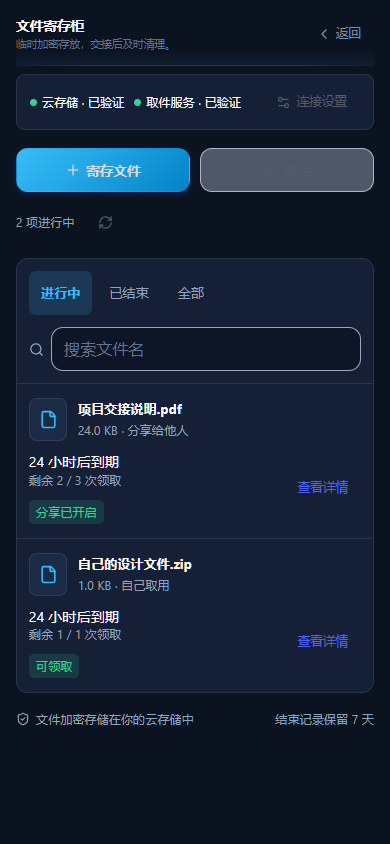 文件寄存柜
返回
临时加密存放，交接后及时清理。
云存储 · 已验证
取件服务 · 已验证
连接设置
寄存文件
2 项进行中
进行中
已结束
全部
搜索文件名
项目交接说明.pdf
24.0 KB · 分享给他人
24 小时后到期
剩余 2 / 3 次领取
查看详情
分享已开启
自己的设计文件.zip
1.0 KB · 自己取用
24 小时后到期
剩余 1 / 1 次领取
查看详情
可领取
文件加密存储在你的云存储中
结束记录保留 7 天